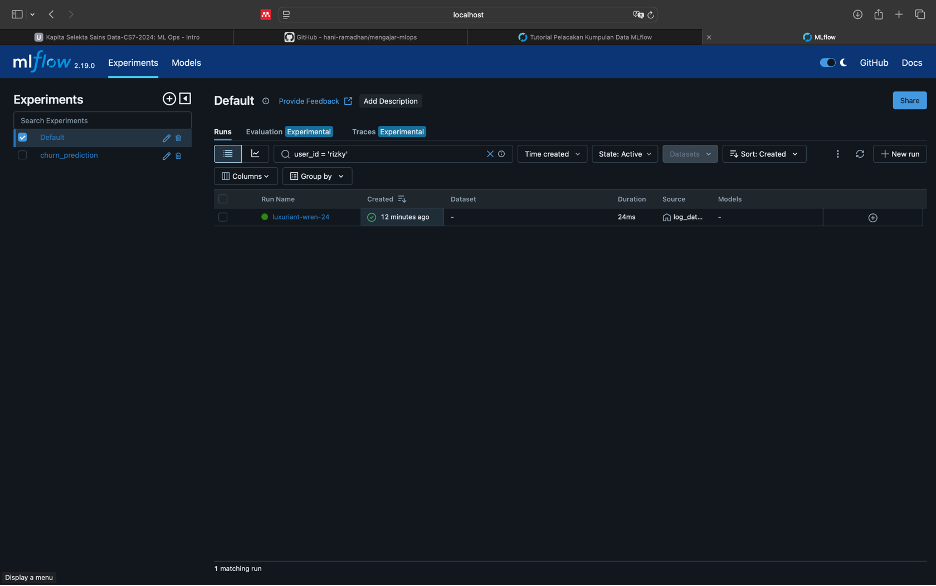 localhost
Kapita Selekta Sains Data-CS7-2024: ML Ops - Intro
GitHub - hani-ramadhan/mengajar-mlops
Tutorial Pelacakan Kumpulan Data MLflow
MLflow
mlflow 2.19.0 Experiments Models GitHub Docs
Experiments
Search Experiments
Default
churn_prediction
Default Provide Feedback Add Description Share
Runs Evaluation Experimental Traces Experimental
user_id = 'rizky' Time created State: Active Datasets Sort: Created New run
Columns Group by
Run Name Created Dataset Duration Source Models
luxuriant-wren-24 12 minutes ago - 24ms log_dat... -
1 matching run
Display a menu